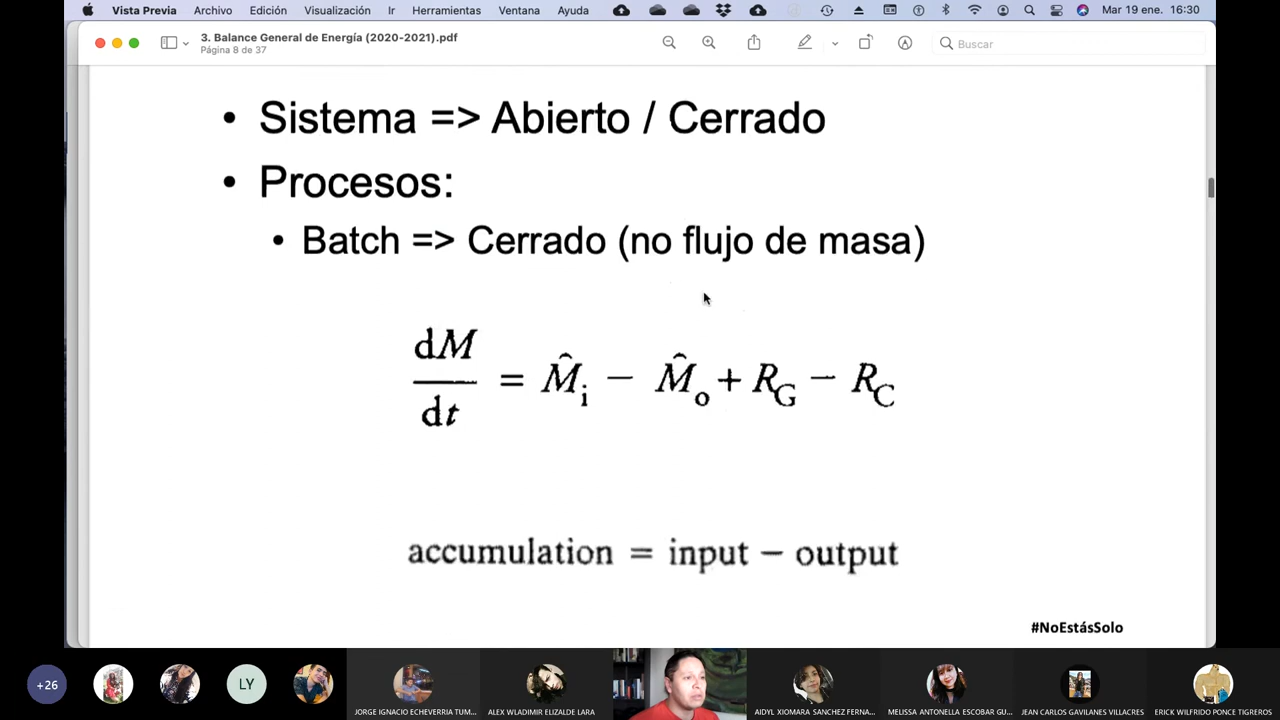 Vista Previa Archivo Edición Visualización Ir Herramientas Ventana Ayuda Mar 19 ene. 16:30
3. Balance General de Energía (2020-2021).pdf
Página 8 de 37
Buscar
• Sistema => Abierto / Cerrado
• Procesos:
• Batch => Cerrado (no flujo de masa)
dM/dt = M̂i − M̂o + RG − RC
accumulation = input − output
#NoEstásSolo
+26
LY
JORGE IGNACIO ECHEVERRIA TUM...
ALEX WLADIMIR ELIZALDE LARA
AIDYL XIOMARA SANCHEZ FERNA...
MELISSA ANTONELLA ESCOBAR GU...
JEAN CARLOS GAVILANES VILLACRES
ERICK WILFRIDO PONCE TIGREROS